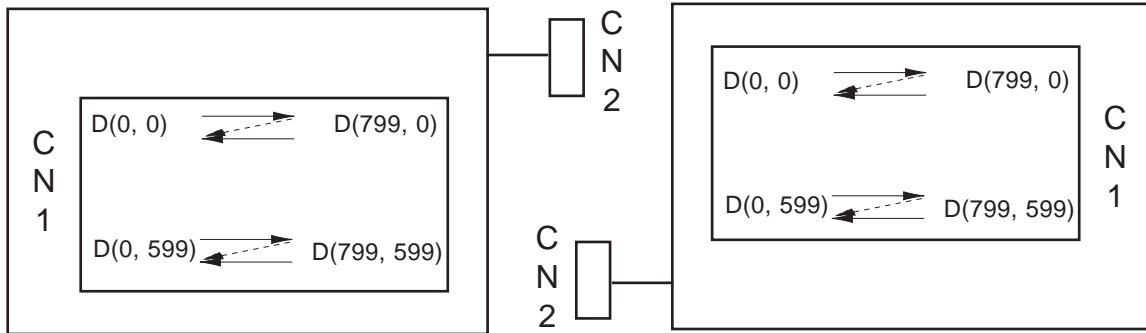 C
N
1
D(0, 0)
D(799, 0)
D(0, 599)
D(799, 599)
C
N
2
C
N
2
D(0, 0)
D(799, 0)
D(0, 599)
D(799, 599)
C
N
1